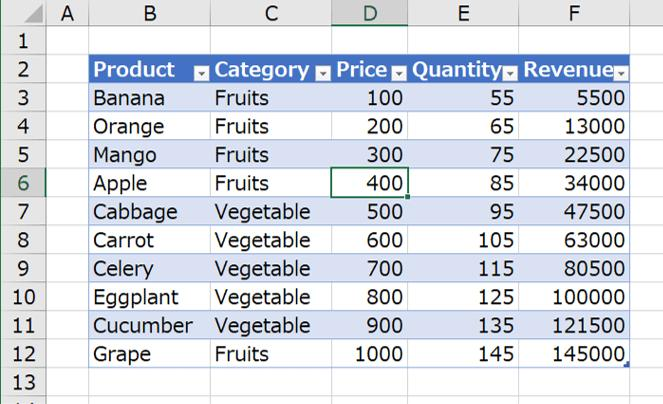 A B C D E F
1
2 Product Category Price Quantity Revenue
3 Banana Fruits 100 55 5500
4 Orange Fruits 200 65 13000
5 Mango Fruits 300 75 22500
6 Apple Fruits 400 85 34000
7 Cabbage Vegetable 500 95 47500
8 Carrot Vegetable 600 105 63000
9 Celery Vegetable 700 115 80500
10 Eggplant Vegetable 800 125 100000
11 Cucumber Vegetable 900 135 121500
12 Grape Fruits 1000 145 145000
13